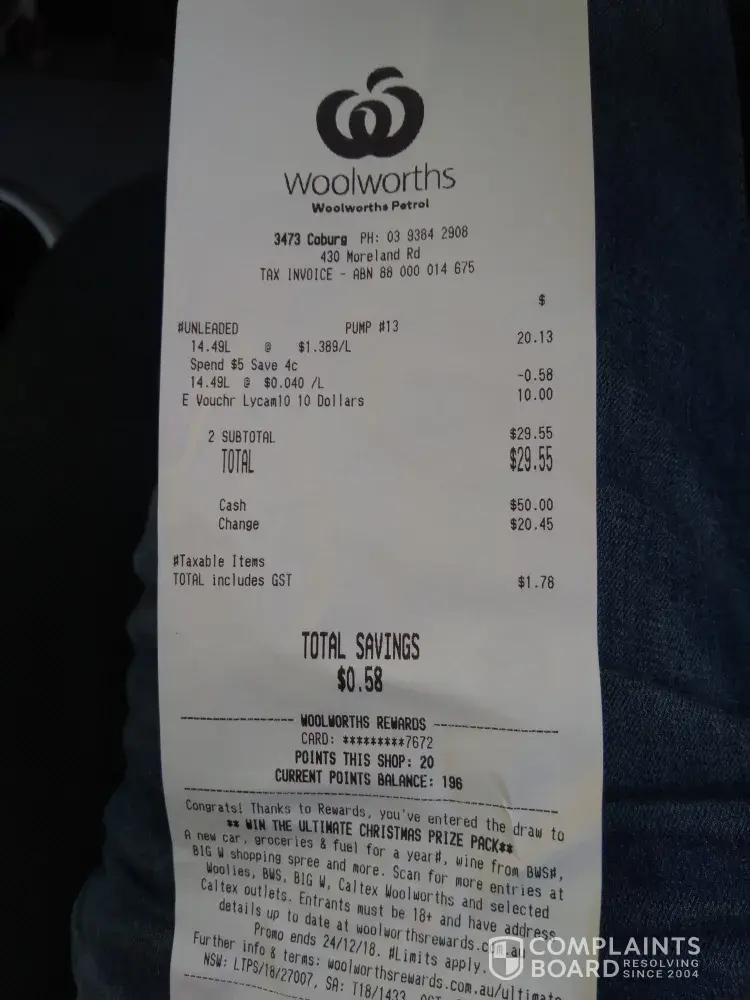 Woolworths
Woolworths Petrol
3473 Coburg PH: 03 9384 2908
430 Moreland Rd
TAX INVOICE - ABN 88 000 014 675
$
#UNLEADED PUMP #13
14.49L @ $1.389/L 20.13
Spend $5 Save 4c
14.49L @ $0.040 /L -0.58
E Vouchr Lycam10 10 Dollars 10.00
2 SUBTOTAL $29.55
TOTAL $29.55
Cash $50.00
Change $20.45
#Taxable Items
TOTAL includes GST $1.78
TOTAL SAVINGS
$0.58
WOOLWORTHS REWARDS
CARD: *********7672
POINTS THIS SHOP: 20
CURRENT POINTS BALANCE: 196
Congrats! Thanks to Rewards, you've entered the draw to
** WIN THE ULTIMATE CHRISTMAS PRIZE PACK**
A new car, groceries & fuel for a year#, wine from BWS#,
BIG W shopping spree and more. Scan for more entries at
Woolies, BWS, BIG W, Caltex Woolworths and selected
Caltex outlets. Entrants must be 18+ and have address
details up to date at woolworthsrewards.com.au
Promo ends 24/12/18. #Limits apply.
Further info & terms: woolworthsrewards.com.au/ultimate
NSW: LTPS/18/27007, SA: T18/1433,
COMPLAINTS
BOARD RESOLVING
SINCE 2004